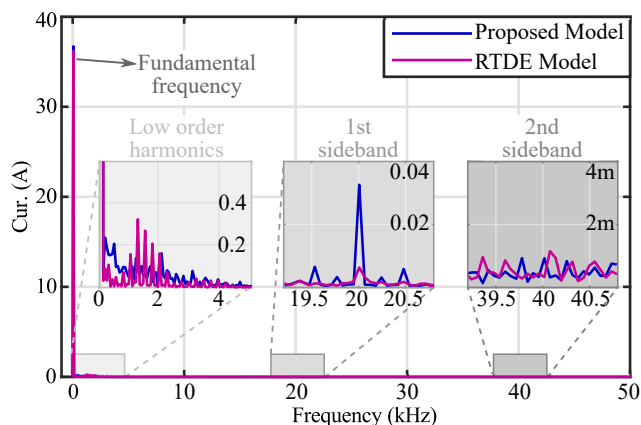 Proposed Model
RTDE Model
Fundamental
frequency
Low order
harmonics
1st
sideband
2nd
sideband
0.4
0.2
0 2 4
0.04
0.02
19.5 20 20.5
4m
2m
39.5 40 40.5
Cur. (A)
40
30
20
10
0
0 10 20 30 40 50
Frequency (kHz)